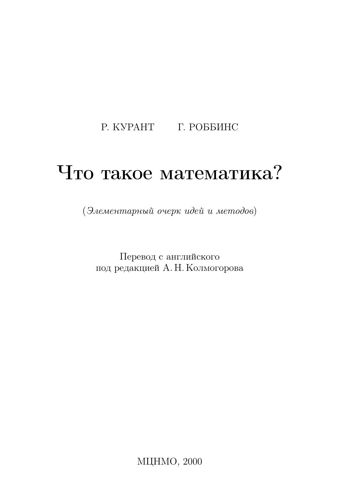 Р. КУРАНТ Г. РОББИНС
Что такое математика?
(Элементарный очерк идей и методов)
Перевод с английского
под редакцией А. Н. Колмогорова
МЦНМО, 2000